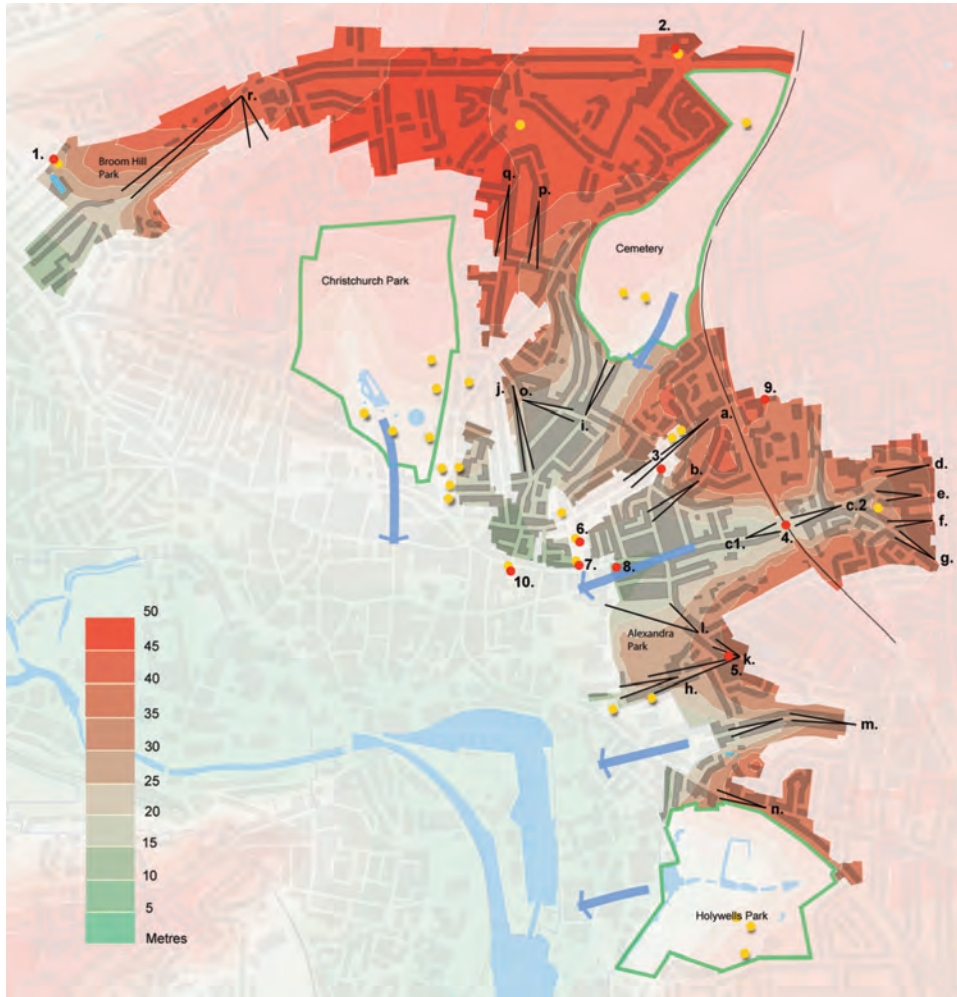 2.
r.
1.
Broom Hill
Park
q.
p.
Cemetery
Christchurch Park
j.
o.
i.
9.
a.
3.
b.
d.
e.
c.2
f.
c1.
4.
g.
6.
7.
8.
10.
l.
Alexandra
Park
k.
5.
h.
m.
n.
Holywells Park
50
45
40
35
30
25
20
15
10
5
Metres